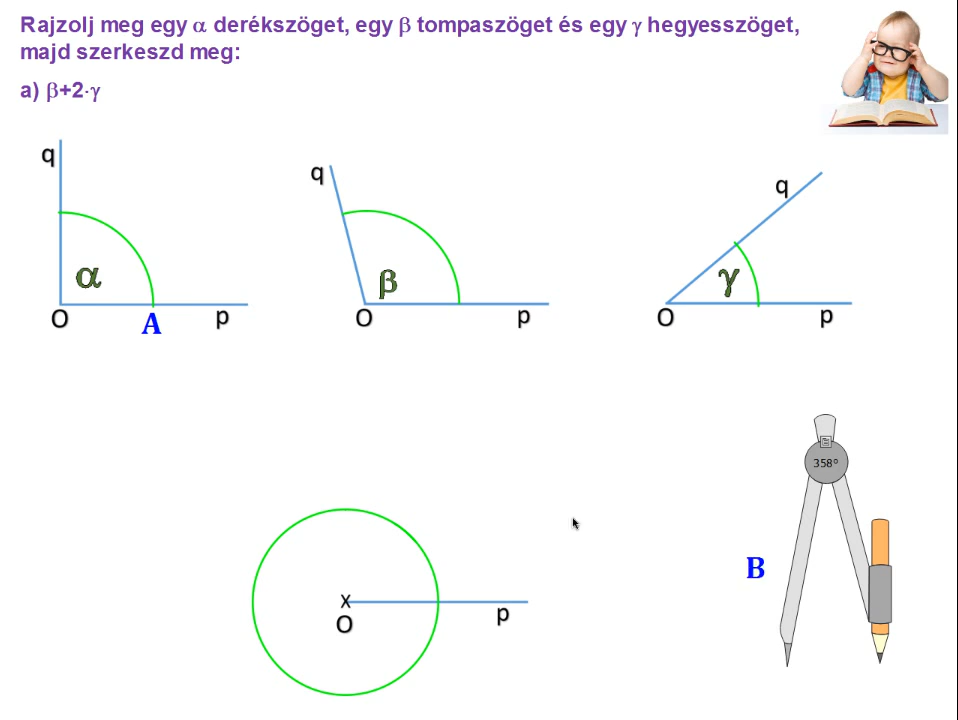 Rajzolj meg egy α derékszöget, egy β tompaszöget és egy γ hegyesszöget,
majd szerkeszd meg:
a) β+2·γ
q
α
O
A
p
q
β
O
p
q
γ
O
p
358°
B
x
O
p